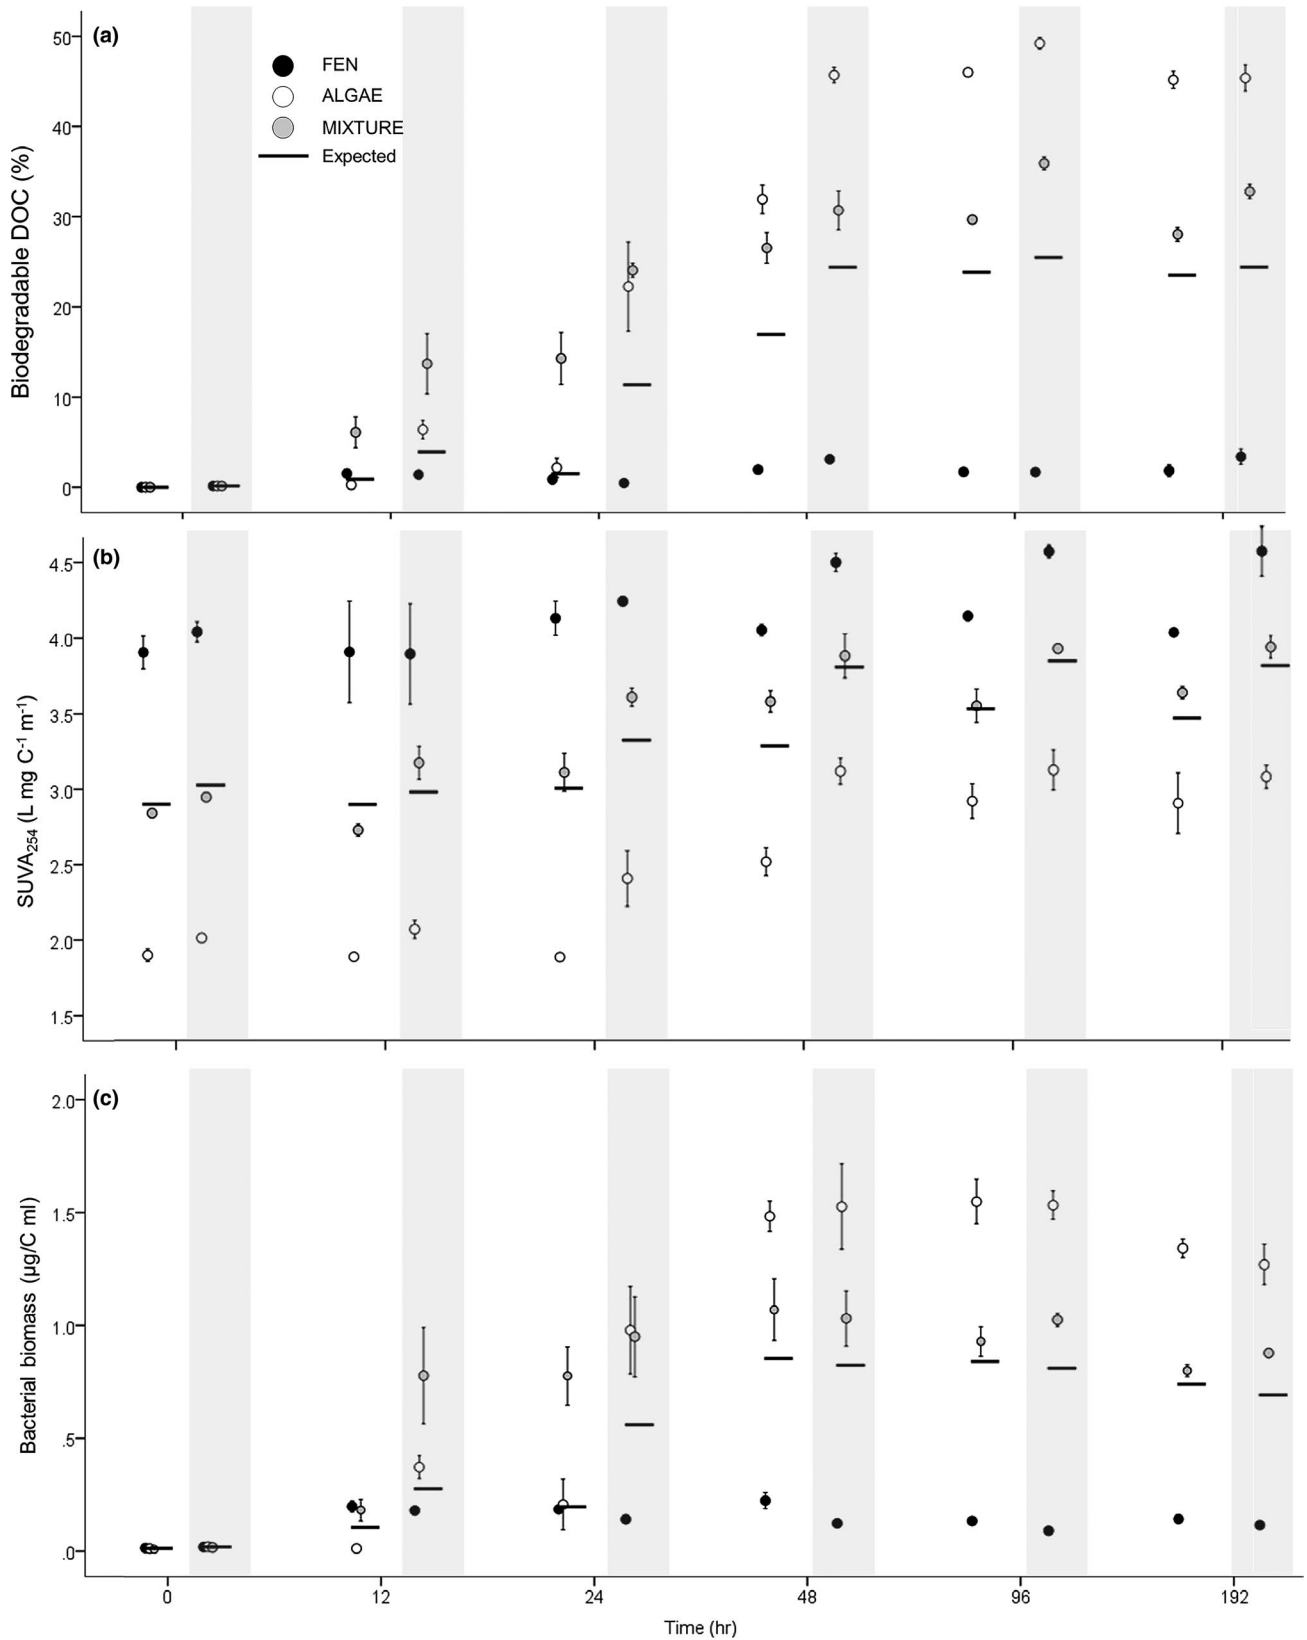 (a)
FEN
ALGAE
MIXTURE
Expected
Biodegradable DOC (%)
50
40
30
20
10
0
(b)
SUVA254 (L mg C-1 m-1)
4.5
4.0
3.5
3.0
2.5
2.0
1.5
(c)
Bacterial biomass (µg/C ml)
2.0
1.5
1.0
.5
.0
0 12 24 48 96 192
Time (hr)